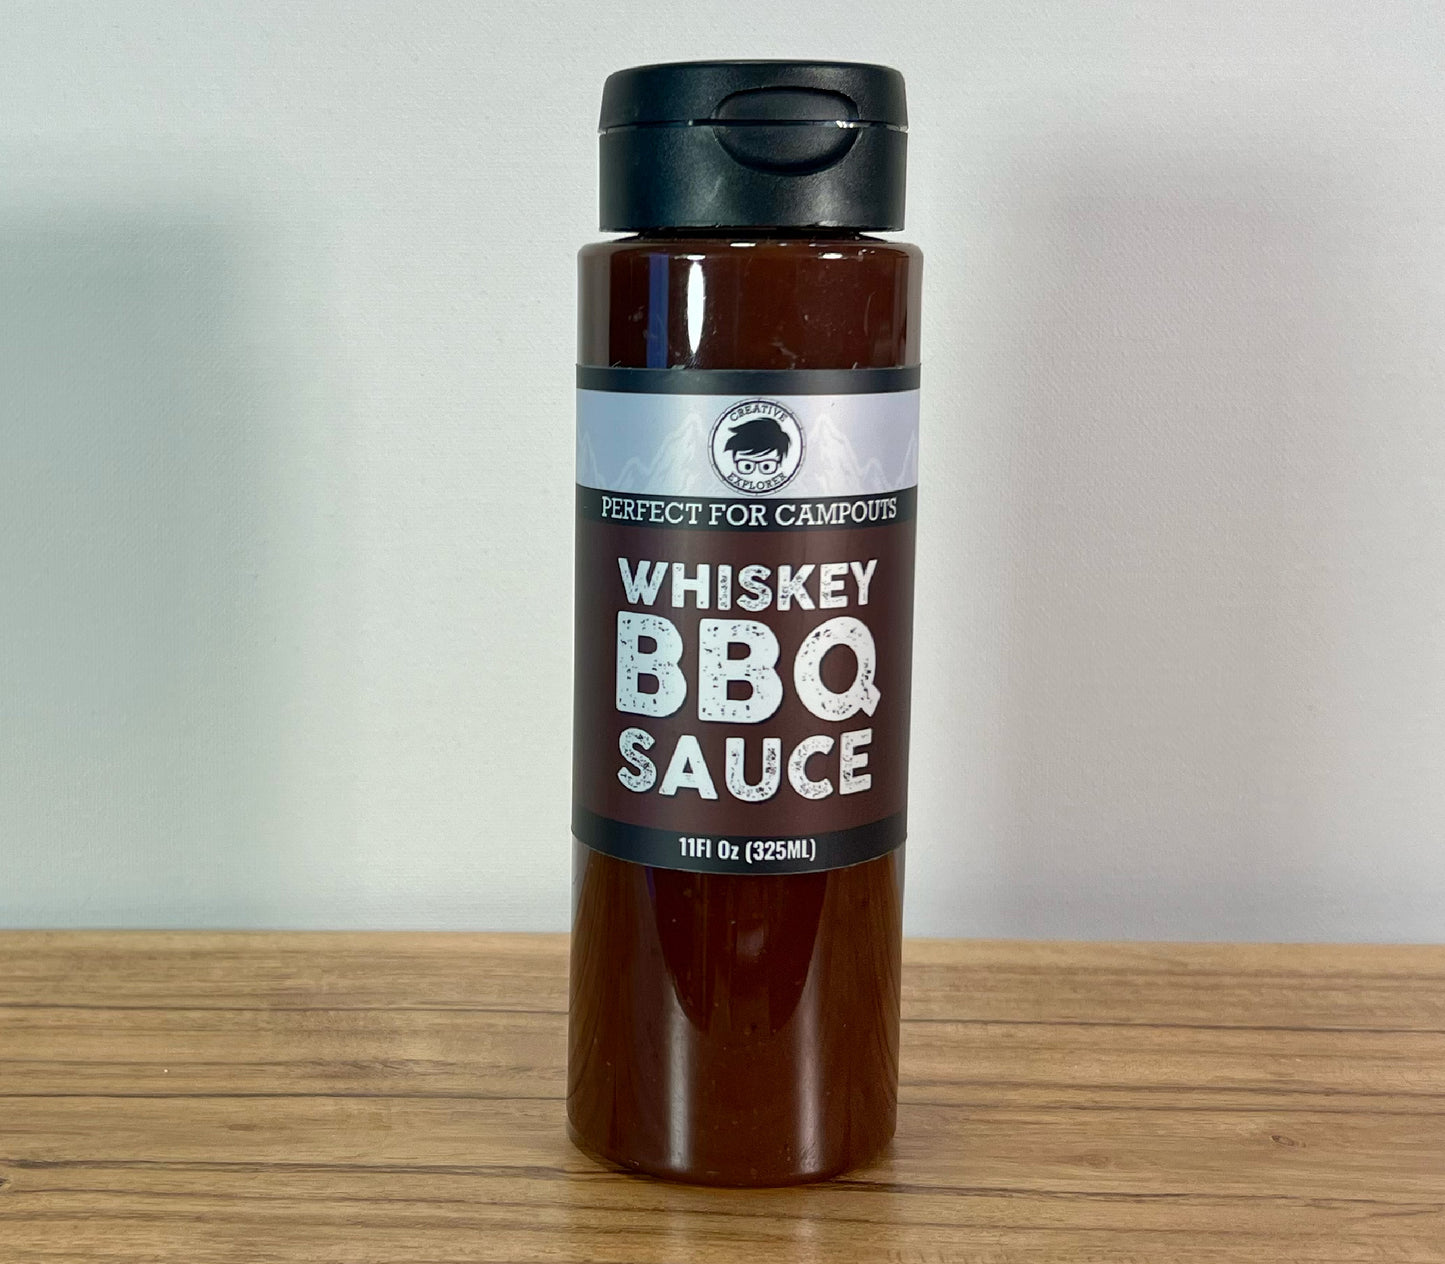 CREATIVE
EXPLORER
PERFECT FOR CAMPOUTS
WHISKEY
BBQ
SAUCE
11Fl Oz (325ML)